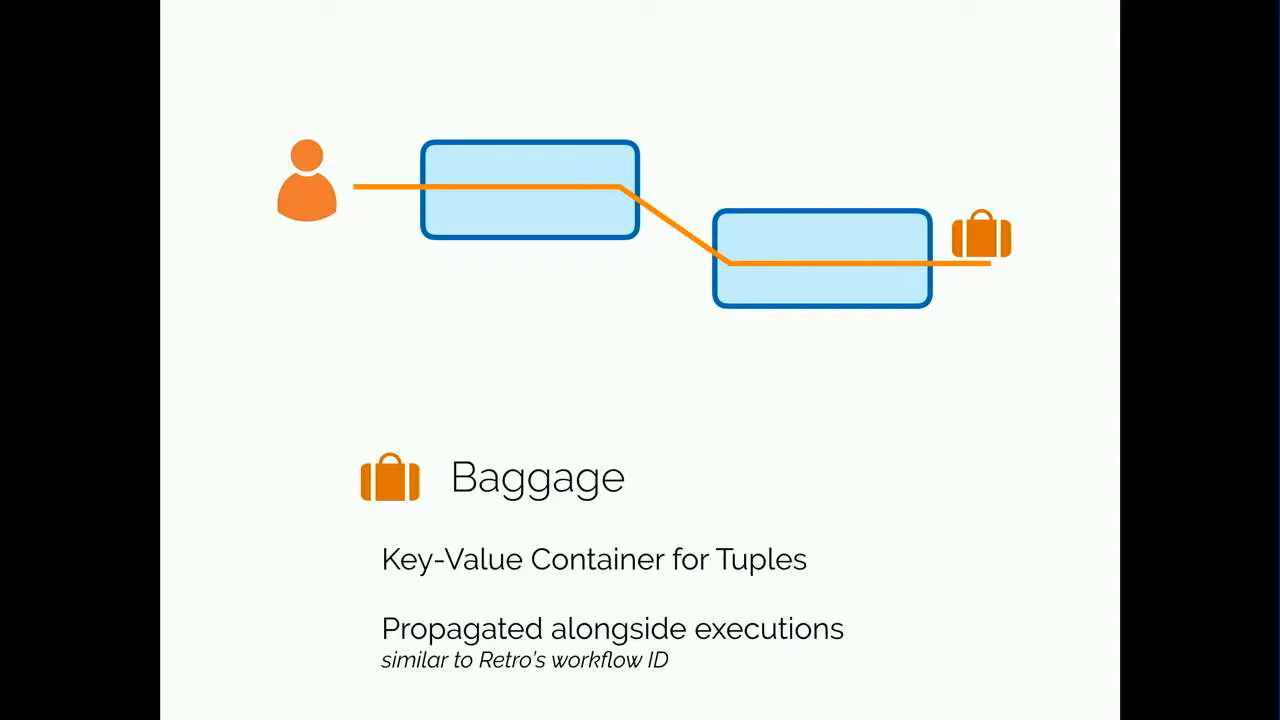 Baggage
Key-Value Container for Tuples
Propagated alongside executions
similar to Retro's workflow ID